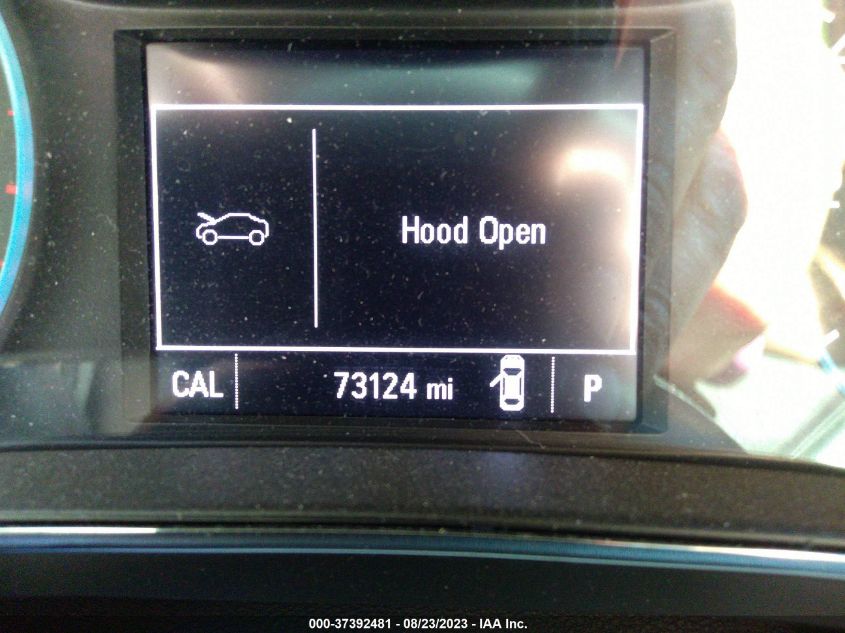 Hood Open
CAL 73124 mi P
000-37392481 - 08/23/2023 - IAA Inc.